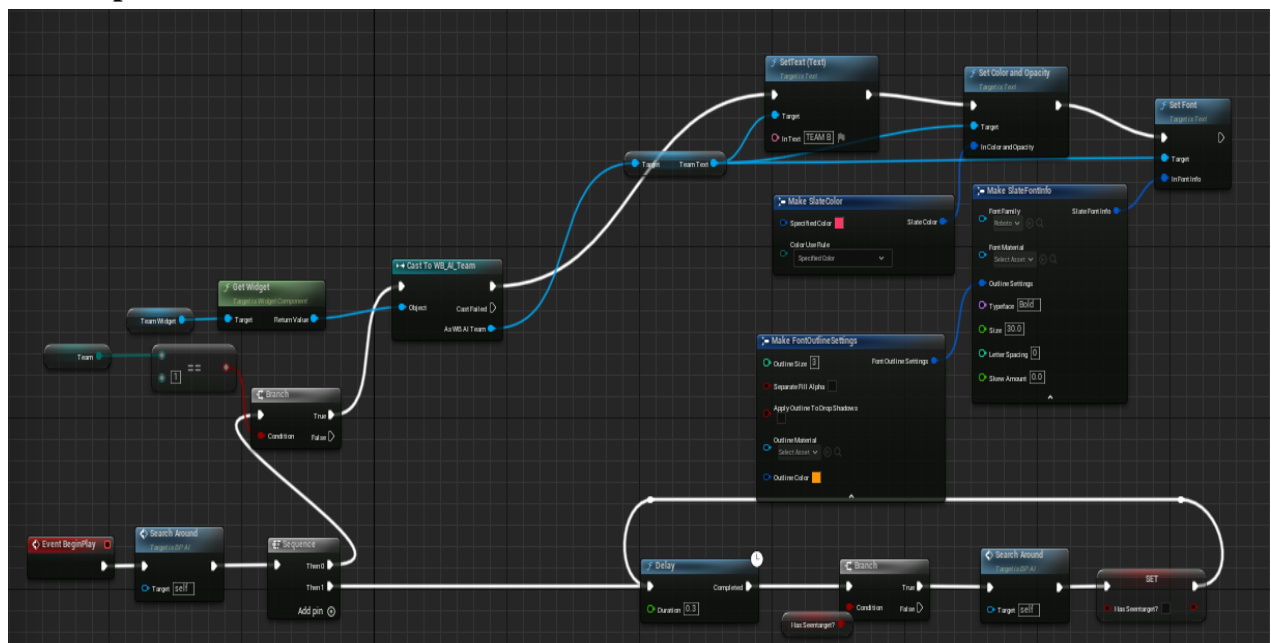 SetText (Text)
Target is Text
Target
In Text TEAM B
Set Color and Opacity
Target is Text
Target
In Color and Opacity
Set Font
Target is Text
Target
In Font Info
Target Team Text
Make SlateColor
Specified Color Slate Color
Color Use Rule
Specified Color
Make SlateFontInfo
Font Family Slate Font Info
Roboto
Font Material
Select Asset
Outline Settings
Typeface Bold
Size 30.0
Letter Spacing 0
Skew Amount 0.0
Cast To WB_AI_Team
Object Cast Failed
As WB AI Team
Get Widget
Target is Widget Component
Target Return Value
Team Widget
Team
1 ==
Branch
True
Condition False
Make FontOutlineSettings
Outline Size 3 Font Outline Settings
Separate Fill Alpha
Apply Outline To Drop Shadows
Outline Material
Select Asset
Outline Color
Event BeginPlay
Search Around
Target is BP AI
Target self
Sequence
Then 0
Then 1
Add pin
Delay
Completed
Duration 0.3
Branch
True
Condition False
Has Seen target?
Search Around
Target is BP AI
Target self
SET
Has Seen target?